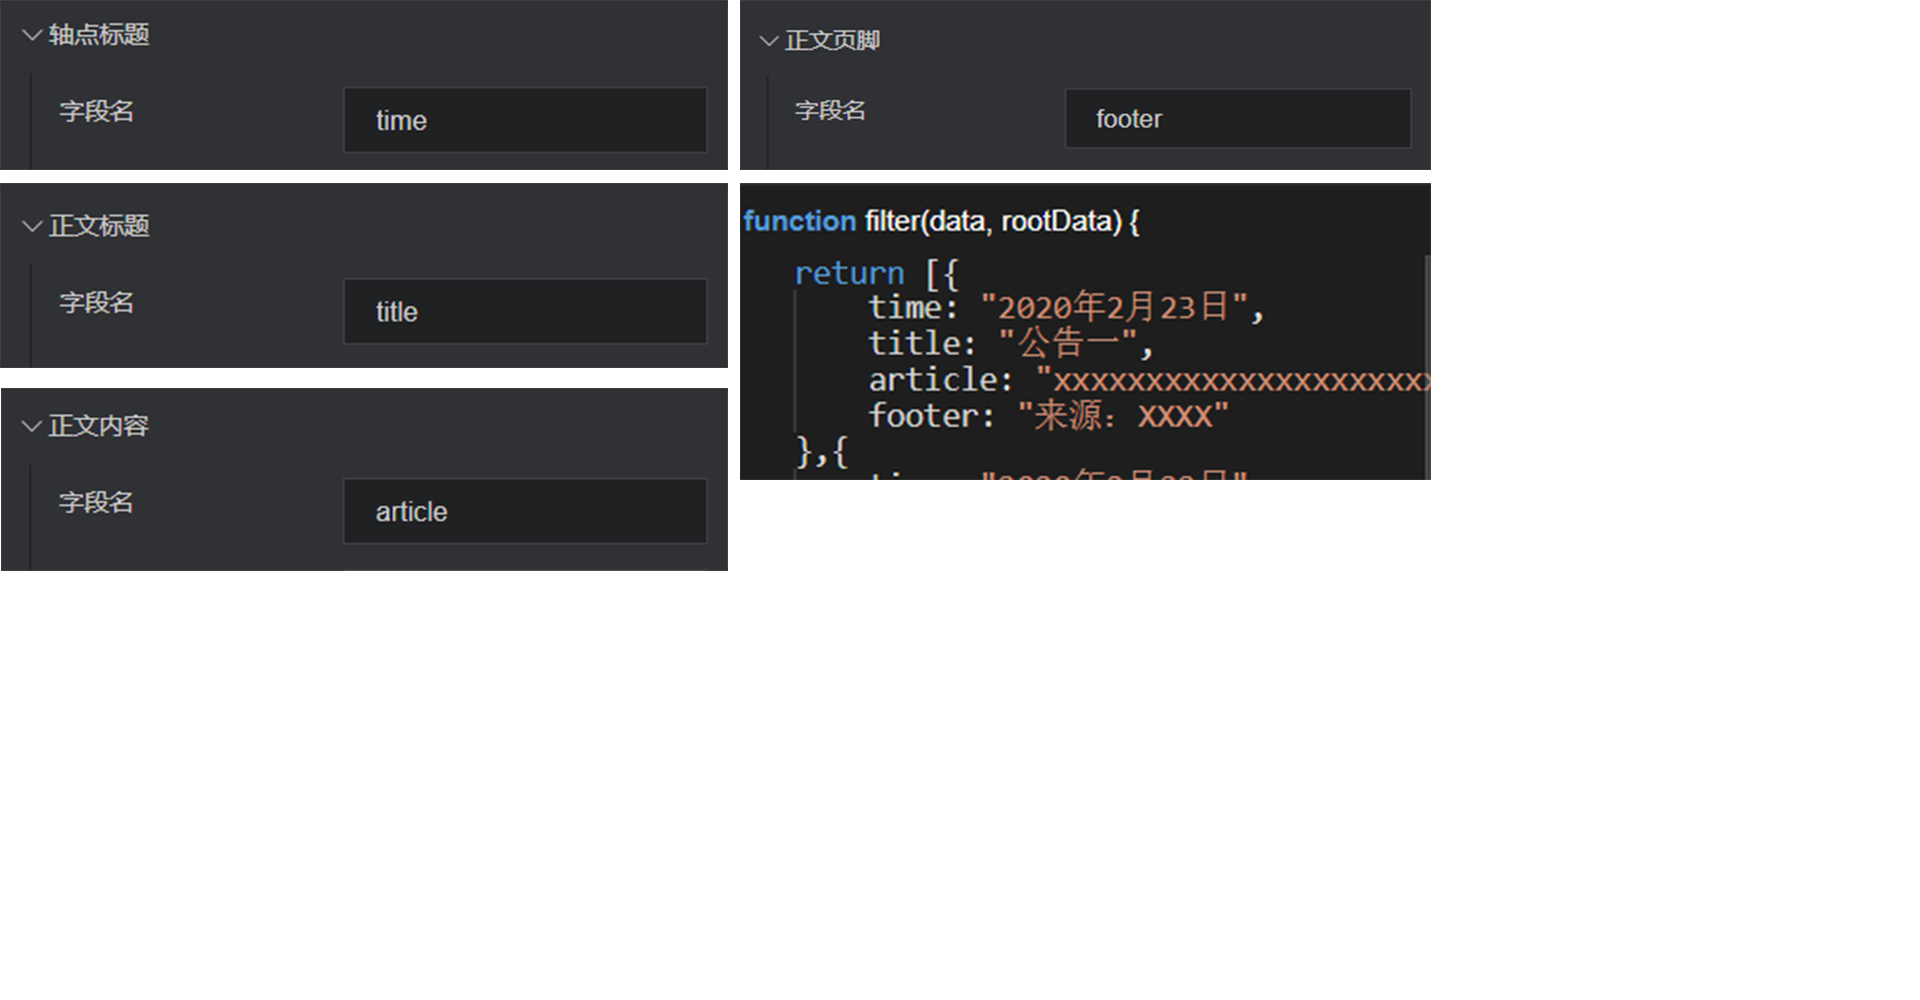 轴点标题
字段名
time
正文标题
字段名
title
正文内容
字段名
article
正文页脚
字段名
footer
function filter(data, rootData) {
return [{
time: "2020年2月23日",
title: "公告一",
article: "xxxxxxxxxxxxxxxxxxxxx
footer: "来源：XXXX"
},{